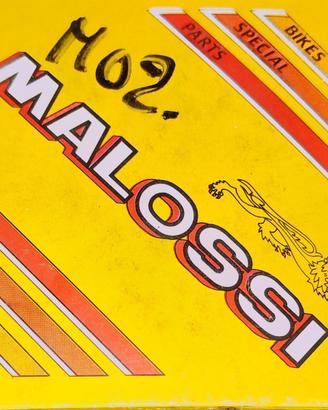 M02.
PARTS
SPECIAL
BIKES
MALOSSI